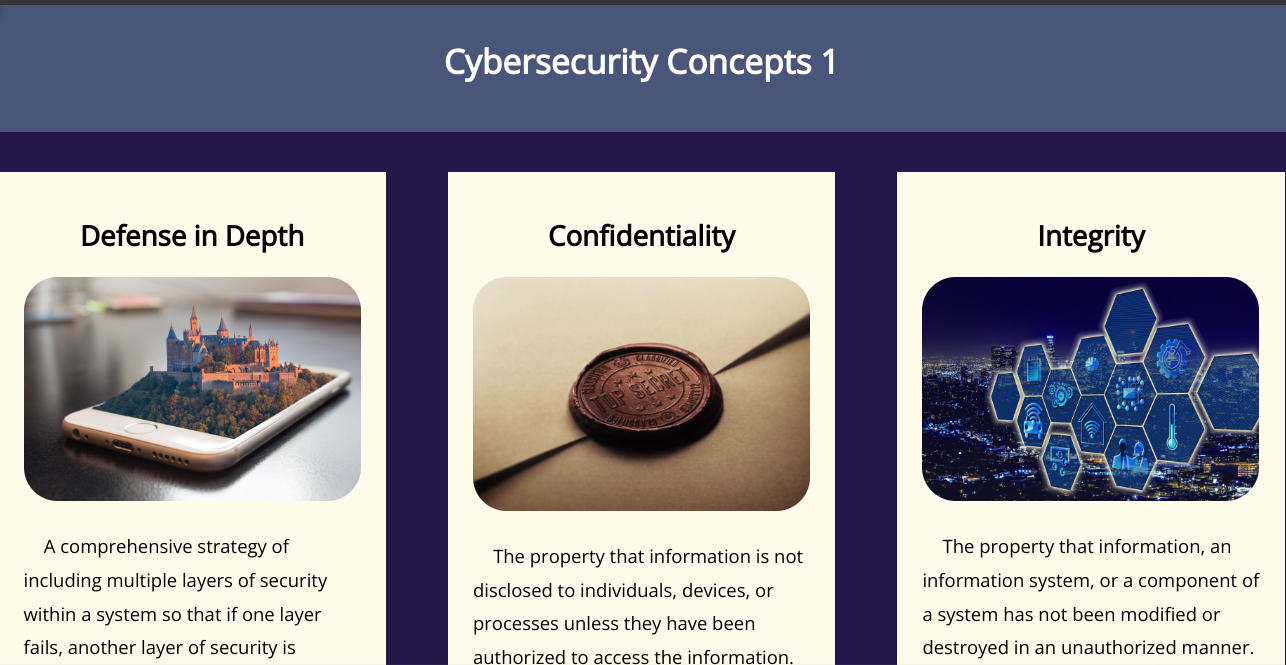 Cybersecurity Concepts 1
Defense in Depth
A comprehensive strategy of
including multiple layers of security
within a system so that if one layer
fails, another layer of security is
Confidentiality
TOP SECRET
CLASSIFIED
The property that information is not
disclosed to individuals, devices, or
processes unless they have been
authorized to access the information.
Integrity
The property that information, an
information system, or a component of
a system has not been modified or
destroyed in an unauthorized manner.